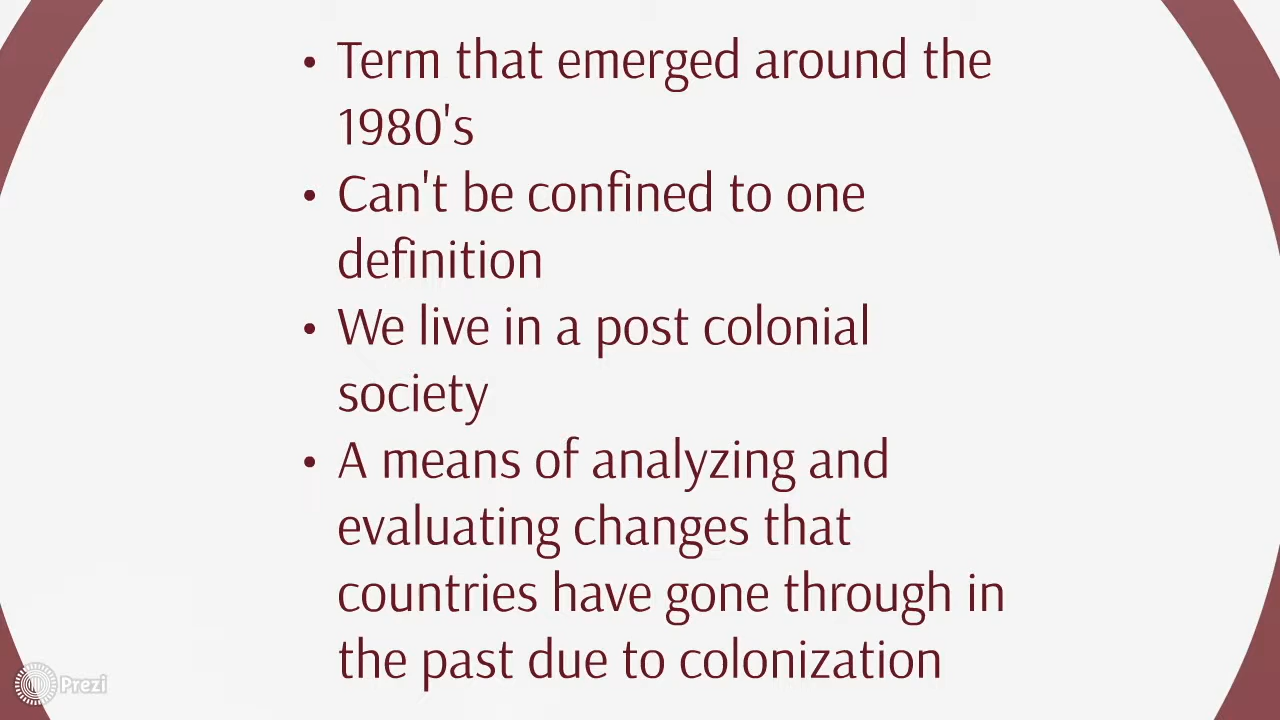 • Term that emerged around the
1980's
• Can't be confined to one
definition
• We live in a post colonial
society
• A means of analyzing and
evaluating changes that
countries have gone through in
the past due to colonization
Prezi